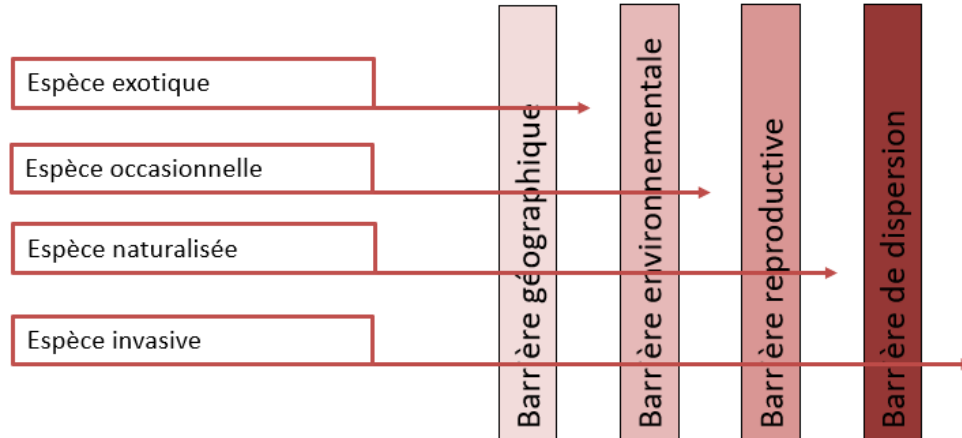 Espèce exotique
Espèce occasionnelle
Espèce naturalisée
Espèce invasive
Barrière géographique
Barrière environnementale
Barrière reproductive
Barrière de dispersion